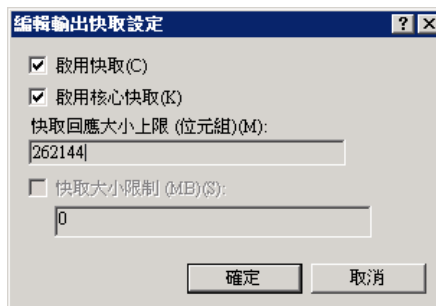 編輯輸出快取設定
啟用快取(C)
啟用核心快取(K)
快取回應大小上限 (位元組)(M):
262144
快取大小限制 (MB)(S):
0
確定
取消